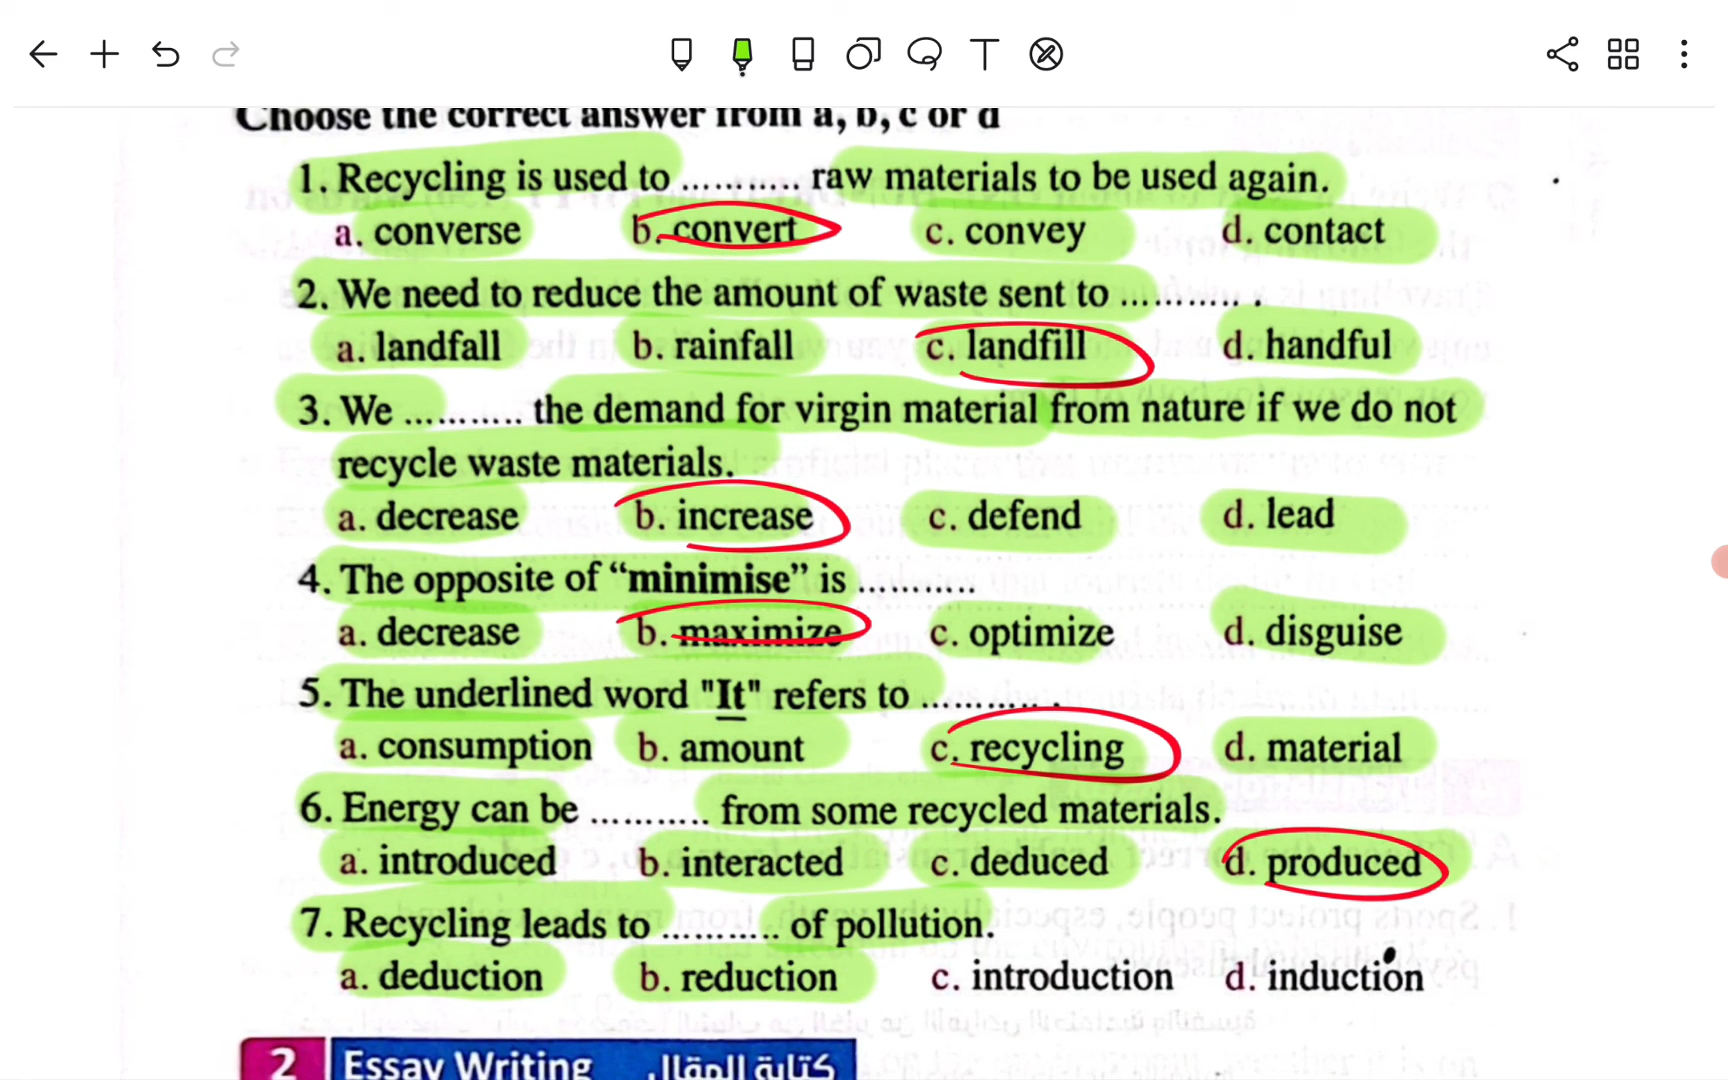 Choose the correct answer from a, b, c or d
1. Recycling is used to ........... raw materials to be used again.
a. converse b. convert c. convey d. contact
2. We need to reduce the amount of waste sent to ............ .
a. landfall b. rainfall c. landfill d. handful
3. We ........... the demand for virgin material from nature if we do not
recycle waste materials.
a. decrease b. increase c. defend d. lead
4. The opposite of “minimise” is ...........
a. decrease b. maximize c. optimize d. disguise
5. The underlined word "It" refers to ............ .
a. consumption b. amount c. recycling d. material
6. Energy can be ........... from some recycled materials.
a. introduced b. interacted c. deduced d. produced
7. Recycling leads to ........... of pollution.
a. deduction b. reduction c. introduction d. induction
2 Essay Writing كتابة المقال